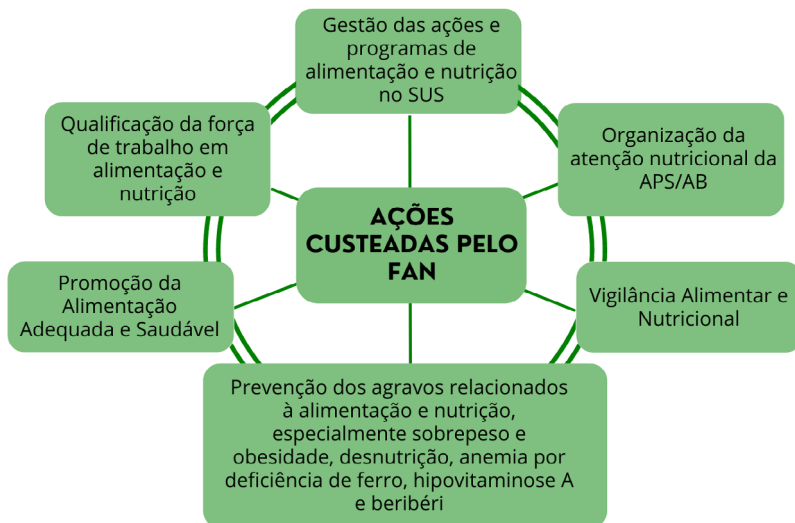 Gestão das ações e
programas de
alimentação e nutrição
no SUS
Qualificação da força
de trabalho em
alimentação e
nutrição
Organização da
atenção nutricional da
APS/AB
AÇÕES
CUSTEADAS PELO
FAN
Promoção da
Alimentação
Adequada e Saudável
Vigilância Alimentar e
Nutricional
Prevenção dos agravos relacionados
à alimentação e nutrição,
especialmente sobrepeso e
obesidade, desnutrição, anemia por
deficiência de ferro, hipovitaminose A
e beribéri